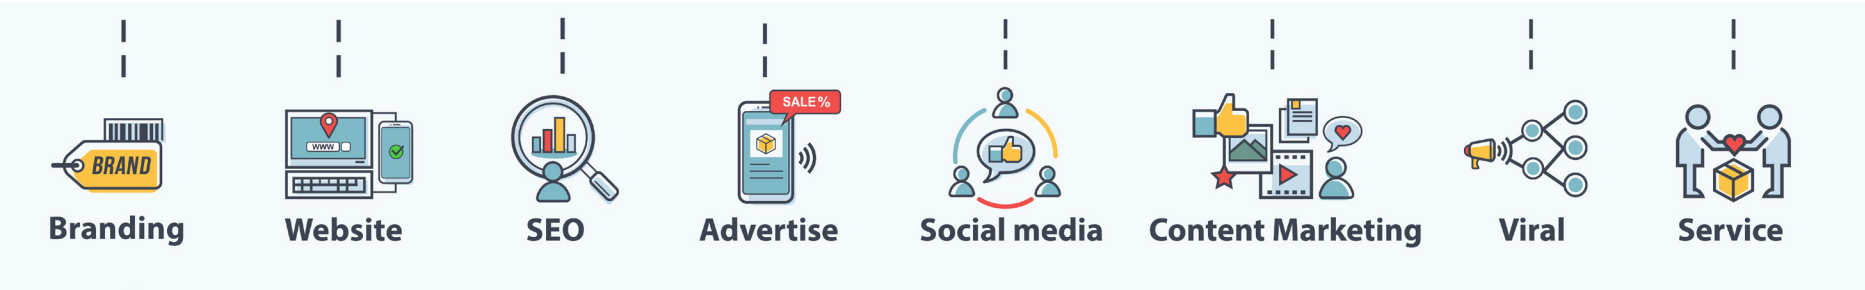 SALE%
BRAND
www
Branding
Website
SEO
Advertise
Social media
Content Marketing
Viral
Service